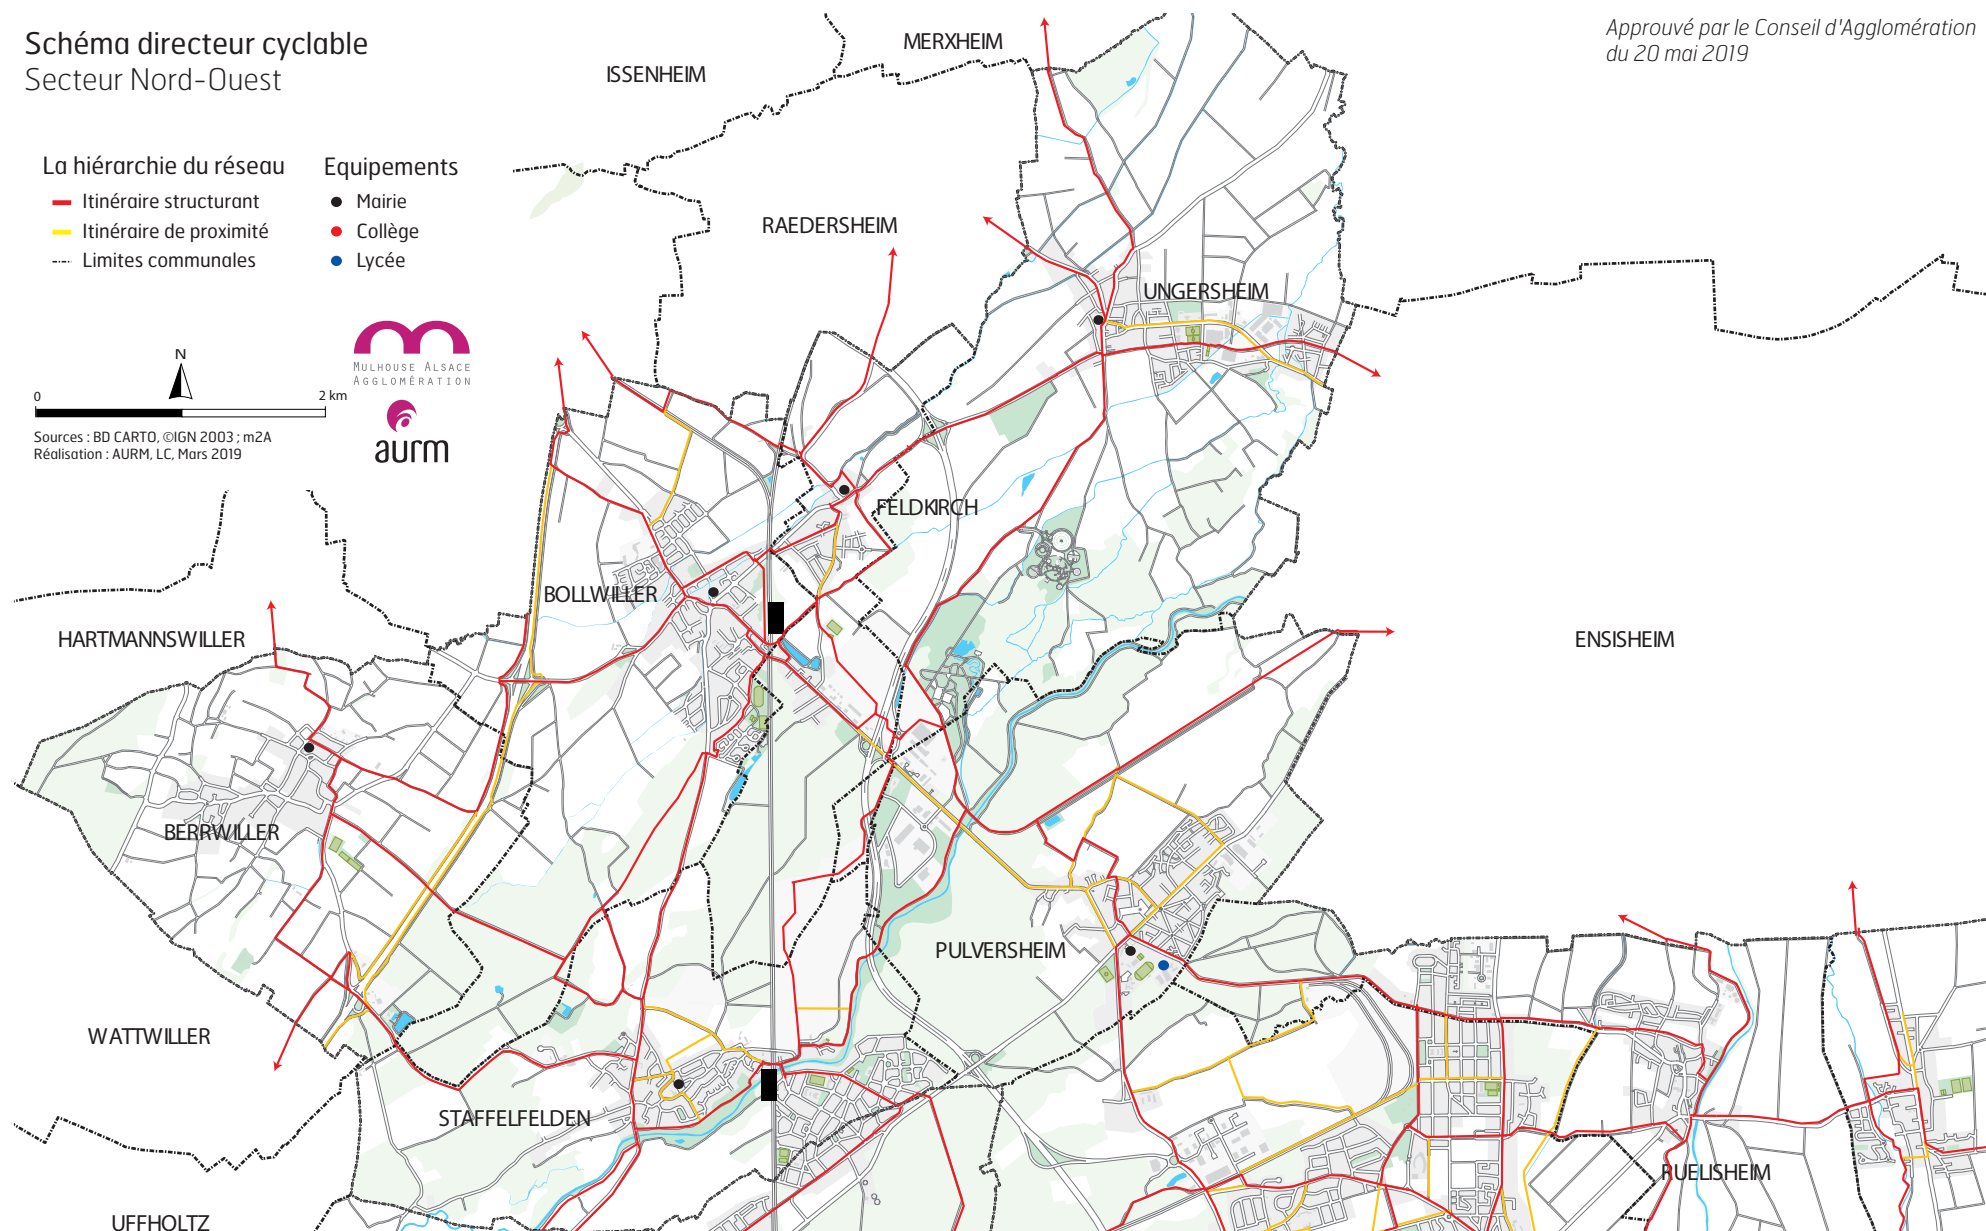 Schéma directeur cyclable
Secteur Nord-Ouest
Approuvé par le Conseil d'Agglomération
du 20 mai 2019
La hiérarchie du réseau
Itinéraire structurant
Itinéraire de proximité
Limites communales
Equipements
Mairie
Collège
Lycée
N
0
2 km
Sources : BD CARTO, ©IGN 2003 ; m2A
Réalisation : AURM, LC, Mars 2019
MULHOUSE ALSACE
AGGLOMÉRATION
aurm
MERXHEIM
ISSENHEIM
RAEDERSHEIM
UNGERSHEIM
FELDKIRCH
BOLLWILLER
HARTMANNSWILLER
ENSISHEIM
BERRWILLER
PULVERSHEIM
WATTWILLER
STAFFELFELDEN
RUELISHEIM
UFFHOLTZ